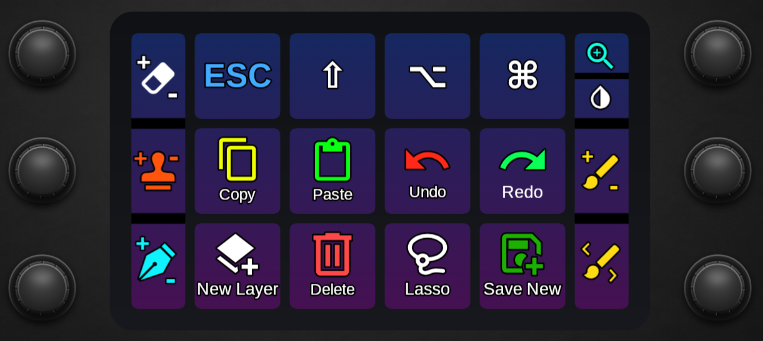 ESC
⇧
⌥
⌘
Copy
Paste
Undo
Redo
New Layer
Delete
Lasso
Save New